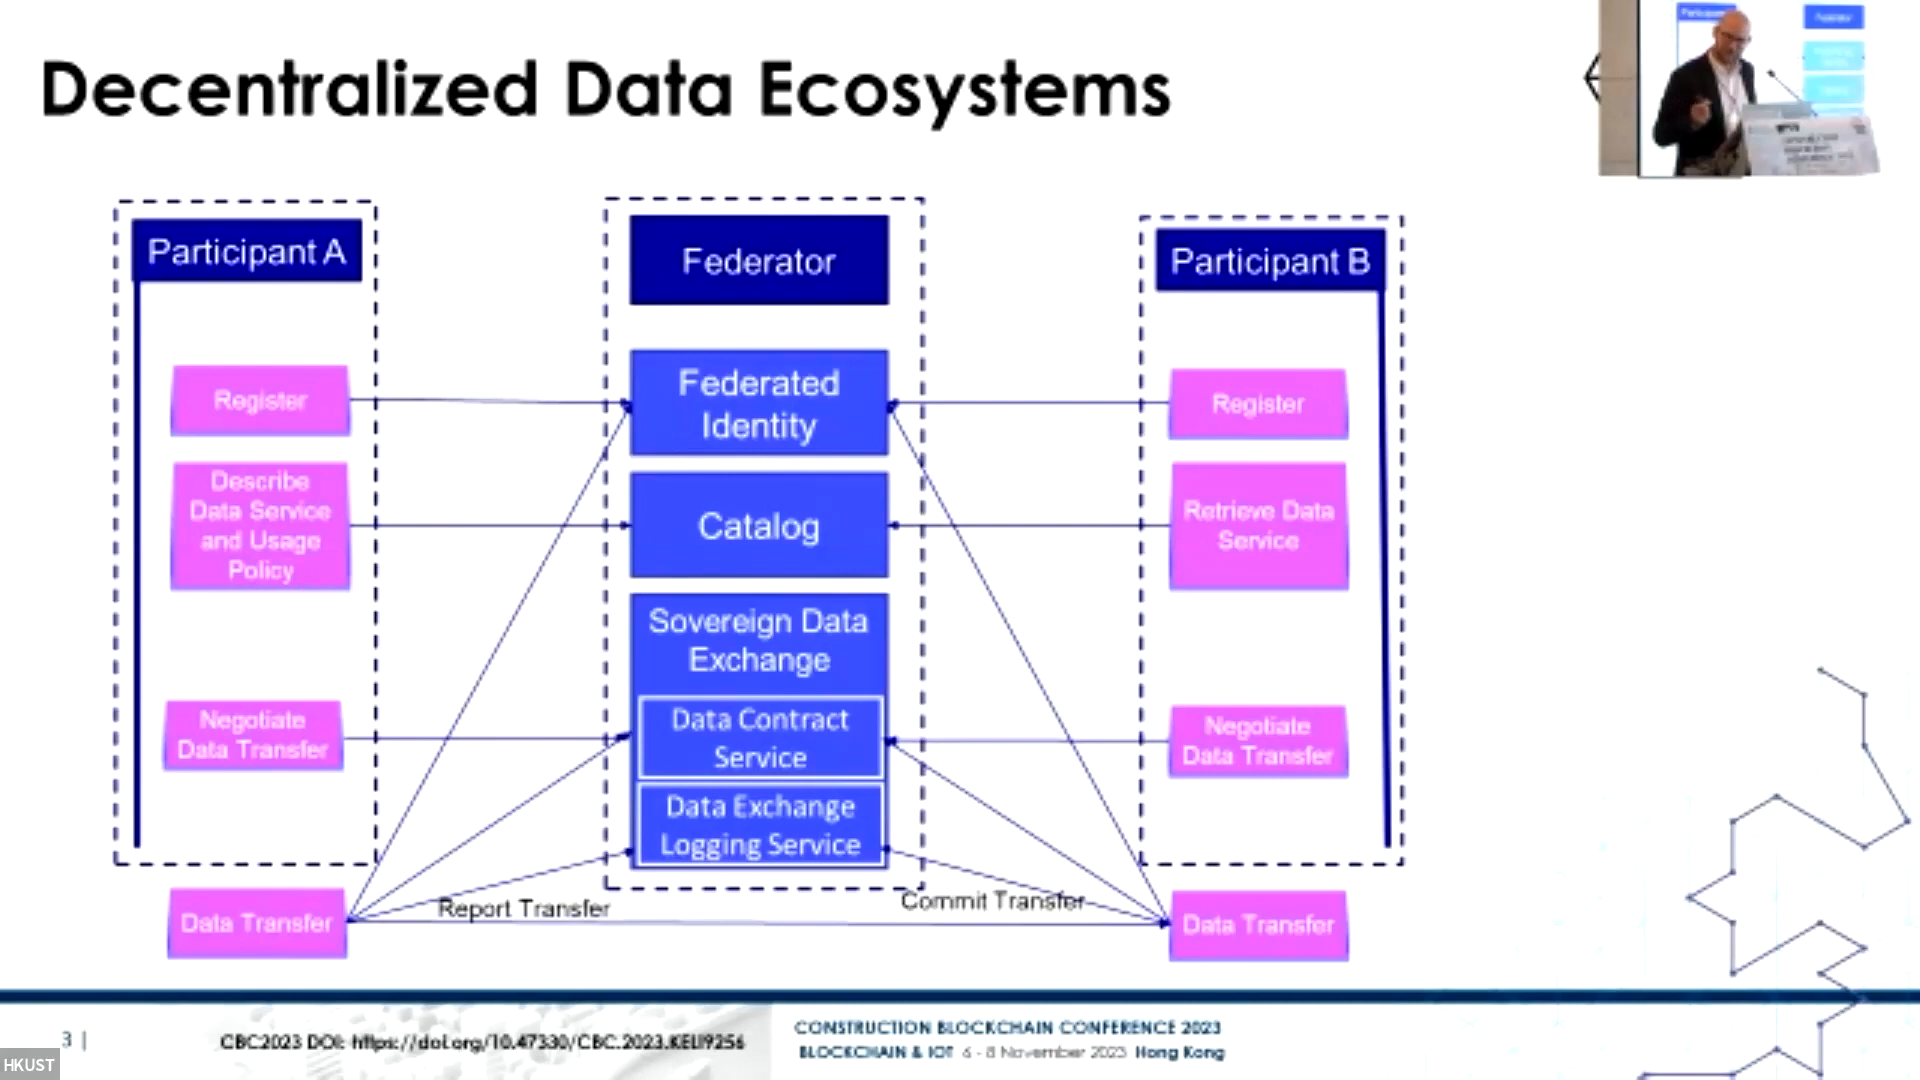 Decentralized Data Ecosystems
Participant A
Federator
Participant B
Register
Federated
Identity
Register
Describe
Data Service
and Usage
Policy
Catalog
Retrieve Data
Service
Sovereign Data
Exchange
Negotiate
Data Transfer
Data Contract
Service
Negotiate
Data Transfer
Data Exchange
Logging Service
Report Transfer
Commit Transfer
Data Transfer
Data Transfer
3 |
CBC2023 DOI: https://doi.org/10.47330/CBC.2023.KELI9256
CONSTRUCTION BLOCKCHAIN CONFERENCE 2023
BLOCKCHAIN & IOT 6 - 8 November 2023 Hong Kong
HKUST